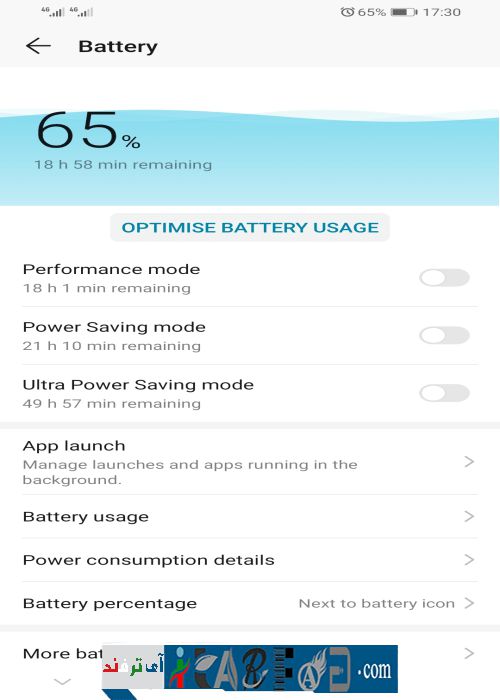 4G 4G 65% 17:30
Battery
65%
18 h 58 min remaining
OPTIMISE BATTERY USAGE
Performance mode
18 h 1 min remaining
Power Saving mode
21 h 10 min remaining
Ultra Power Saving mode
49 h 57 min remaining
App launch
Manage launches and apps running in the
background.
Battery usage
Power consumption details
Battery percentage Next to battery icon
More bat
آی ترفند
.com